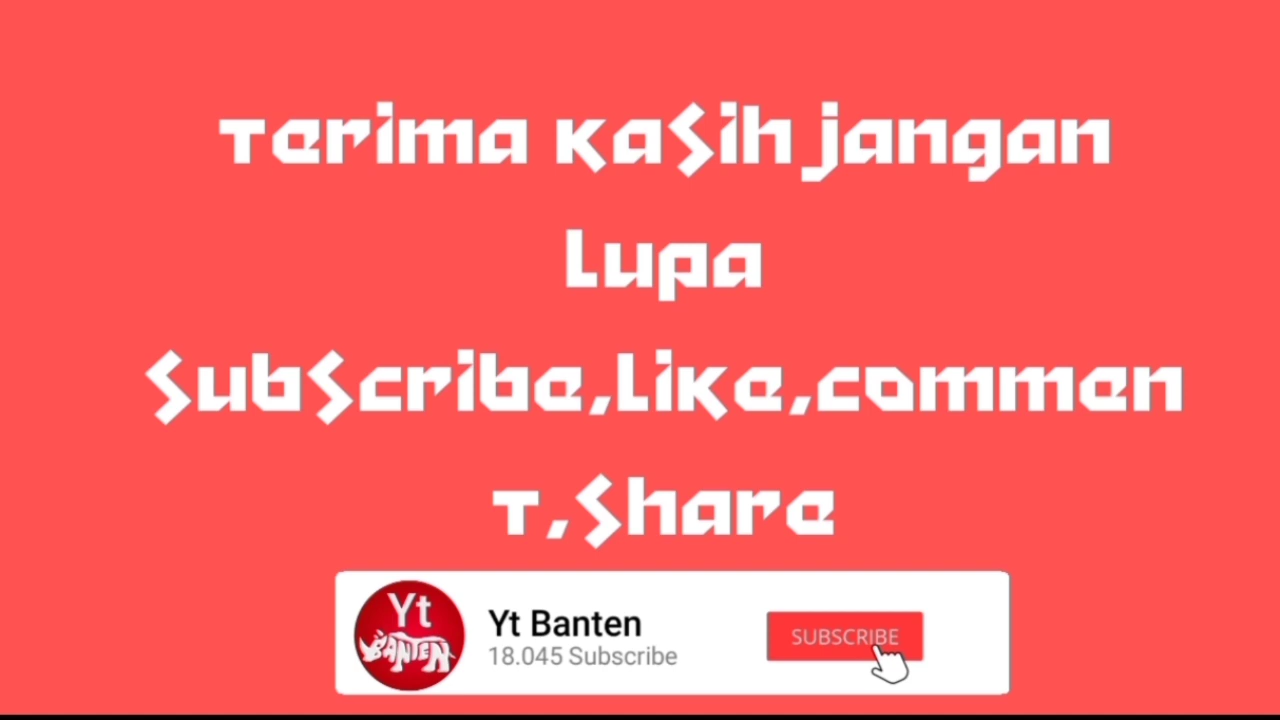 Terima Kasih jangan
Lupa
Subscribe,Like,commen
T,Share
Yt
BANTEN
Yt Banten
18.045 Subscribe
SUBSCRIBE